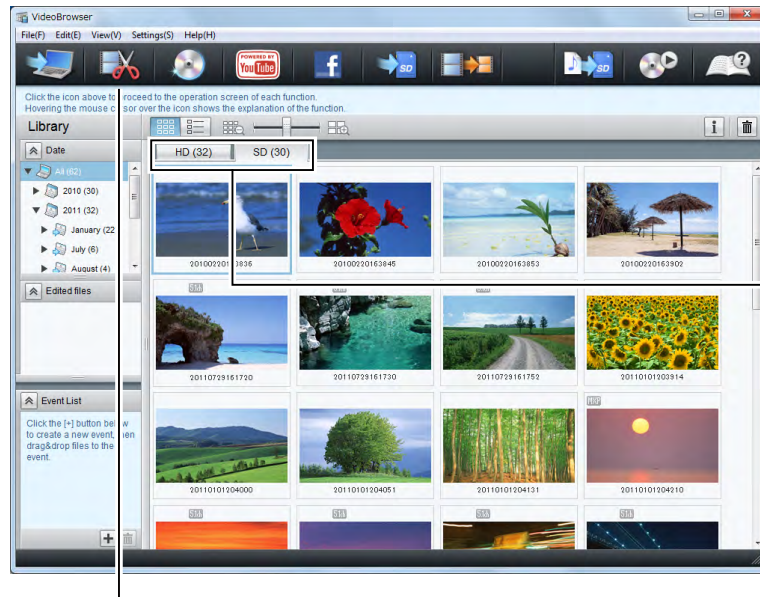 VideoBrowser
File(F) Edit(E) View(V) Settings(S) Help(H)
POWERED BY
YouTube
f
SD
SD
?
Click the icon above to proceed to the operation screen of each function.
Hovering the mouse cursor over the icon shows the explanation of the function.
Library
i
Date
HD (32) SD (30)
All (62)
2010 (30)
2011 (32)
January (22
July (6)
August (4)
Edited files
Event List
Click the [+] button below
to create a new event, then
drag&drop files to the
event.
+
20100220163845 20100220163853 20100220163902
20110729161720 20110729161730 20110729161752 20110101203914
MXP
20110101204000 20110101204051 20110101204131 20110101204210